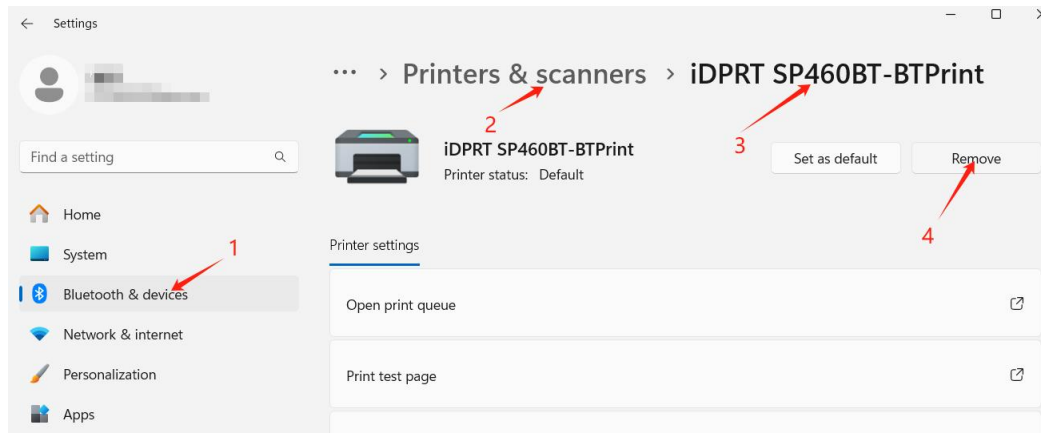 ← Settings
··· > Printers & scanners > iDPRT SP460BT-BTPrint
2
3
iDPRT SP460BT-BTPrint
Printer status: Default
Set as default
Remove
4
Find a setting
Home
System
1
Bluetooth & devices
Network & internet
Personalization
Apps
Printer settings
Open print queue
Print test page